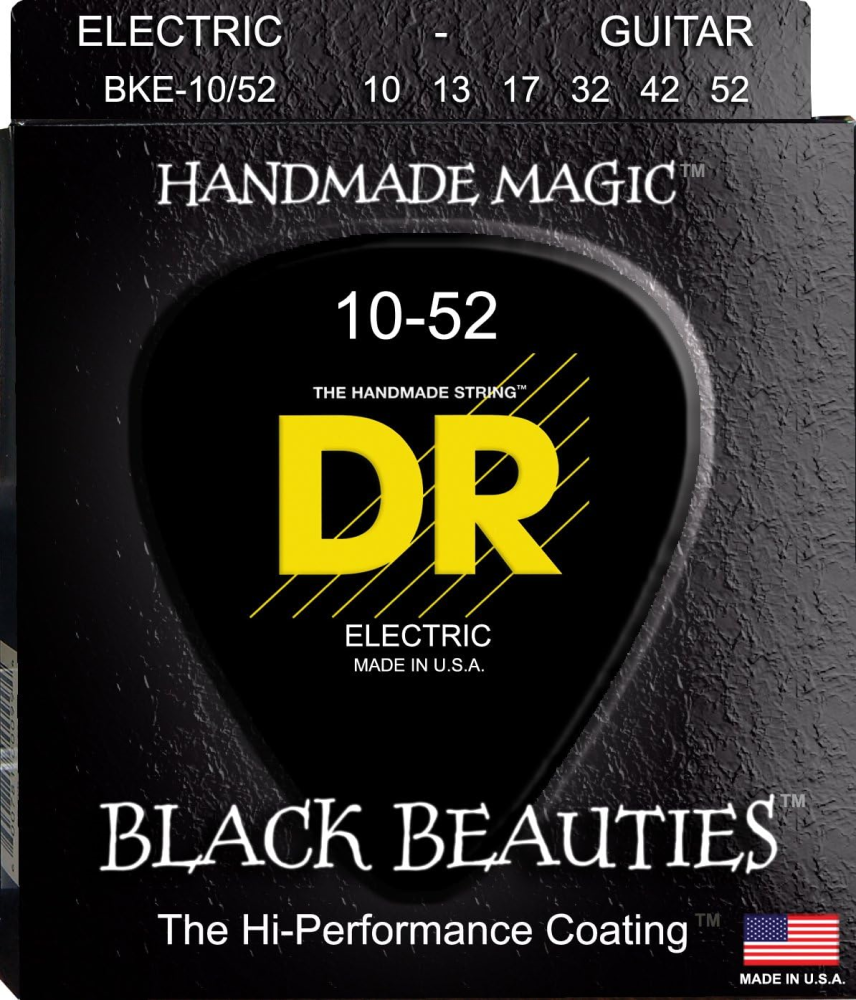 ELECTRIC - GUITAR
BKE-10/52 10 13 17 32 42 52
HANDMADE MAGIC™
10-52
THE HANDMADE STRING™
DR
ELECTRIC
MADE IN U.S.A.
BLACK BEAUTIES™
The Hi-Performance Coating™
MADE IN U.S.A.